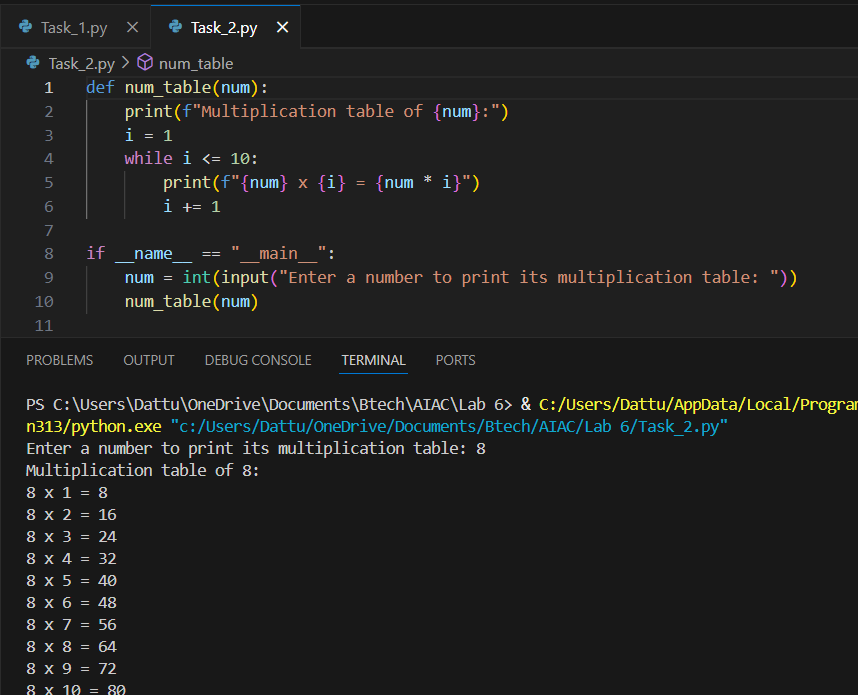 Task_1.py Task_2.py
Task_2.py > num_table
1 def num_table(num):
2     print(f"Multiplication table of {num}:")
3     i = 1
4     while i <= 10:
5         print(f"{num} x {i} = {num * i}")
6         i += 1
7
8 if __name__ == "__main__":
9     num = int(input("Enter a number to print its multiplication table: "))
10     num_table(num)
11
PROBLEMS OUTPUT DEBUG CONSOLE TERMINAL PORTS
PS C:\Users\Dattu\OneDrive\Documents\Btech\AIAC\Lab 6> & C:/Users/Dattu/AppData/Local/Progra
n313/python.exe "c:/Users/Dattu/OneDrive/Documents/Btech/AIAC/Lab 6/Task_2.py"
Enter a number to print its multiplication table: 8
Multiplication table of 8:
8 x 1 = 8
8 x 2 = 16
8 x 3 = 24
8 x 4 = 32
8 x 5 = 40
8 x 6 = 48
8 x 7 = 56
8 x 8 = 64
8 x 9 = 72
8 x 10 = 80